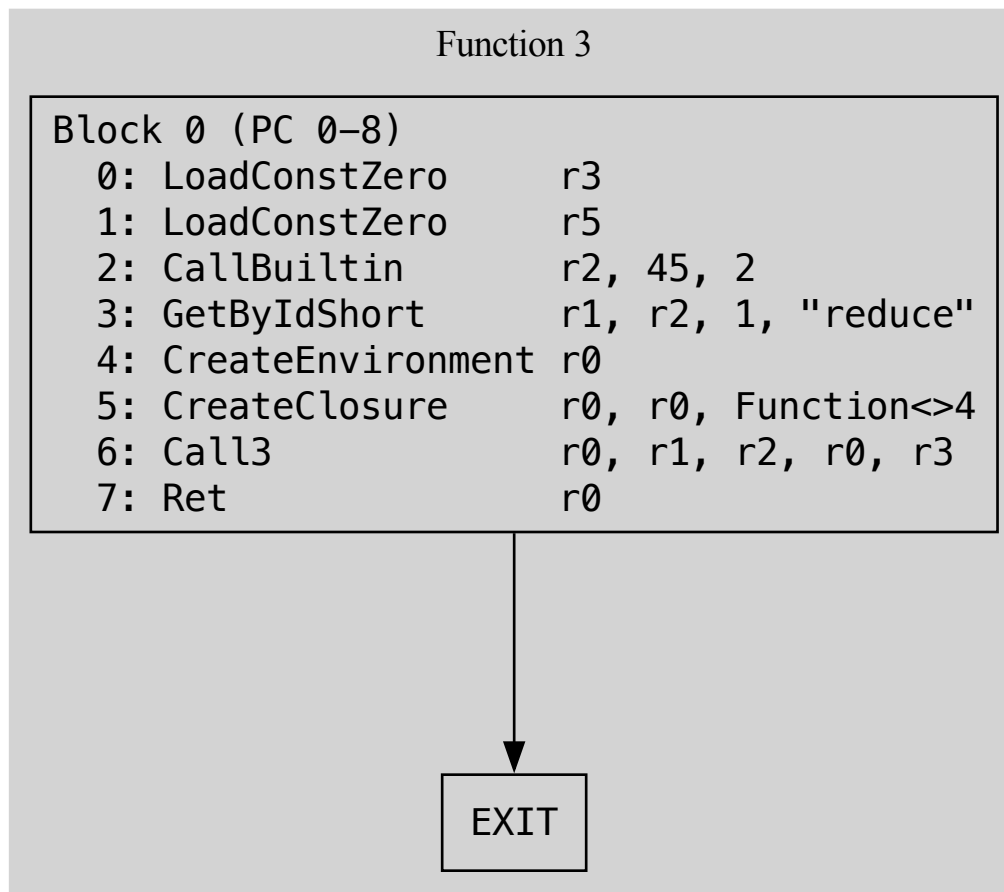 Function 3
Block 0 (PC 0–8)
0: LoadConstZero r3
1: LoadConstZero r5
2: CallBuiltin r2, 45, 2
3: GetByIdShort r1, r2, 1, "reduce"
4: CreateEnvironment r0
5: CreateClosure r0, r0, Function<>4
6: Call3 r0, r1, r2, r0, r3
7: Ret r0
EXIT